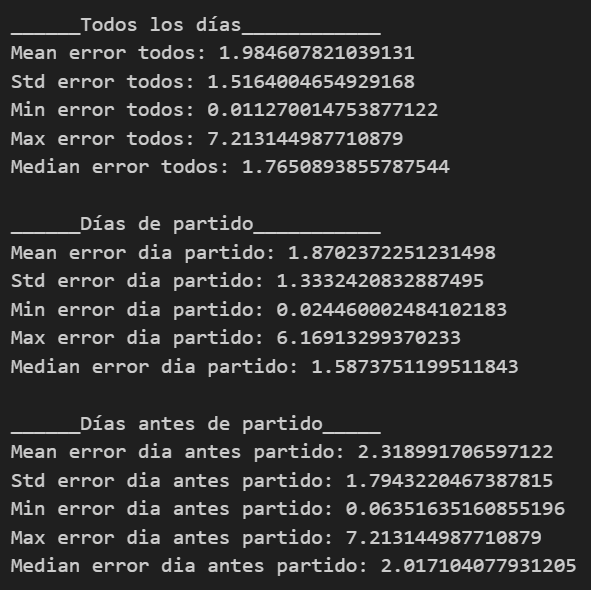 ______Todos los días____________
Mean error todos: 1.984607821039131
Std error todos: 1.5164004654929168
Min error todos: 0.011270014753877122
Max error todos: 7.213144987710879
Median error todos: 1.7650893855787544
______Días de partido___________
Mean error dia partido: 1.8702372251231498
Std error dia partido: 1.3332420832887495
Min error dia partido: 0.024460002484102183
Max error dia partido: 6.16913299370233
Median error dia partido: 1.5873751199511843
______Días antes de partido_____
Mean error dia antes partido: 2.318991706597122
Std error dia antes partido: 1.7943220467387815
Min error dia antes partido: 0.06351635160855196
Max error dia antes partido: 7.213144987710879
Median error dia antes partido: 2.017104077931205